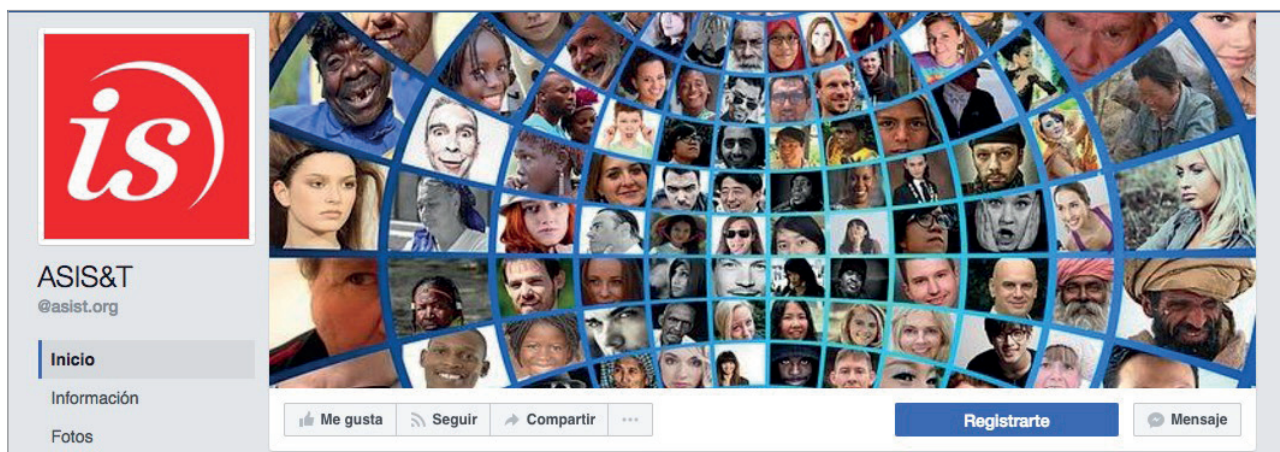 is
ASIS&T
@asist.org
Inicio
Información
Fotos
Me gusta
Seguir
Compartir
...
Registrarte
Mensaje